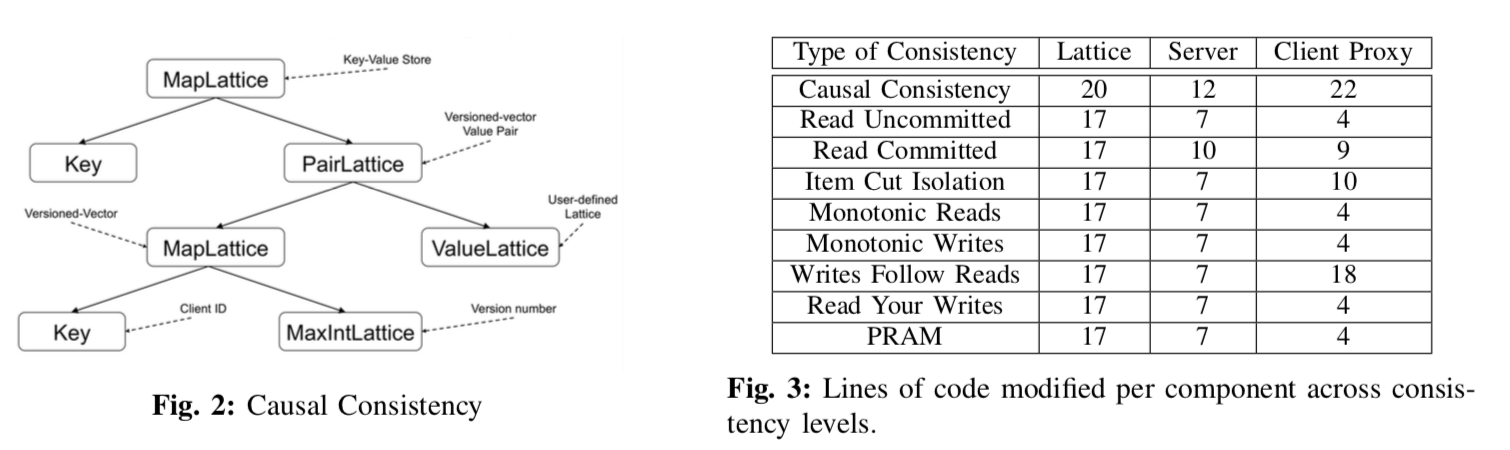 Key-Value Store
MapLattice
Versioned-vector
Value Pair
Key
PairLattice
User-defined
Lattice
Versioned-Vector
MapLattice
ValueLattice
Client ID
Version number
Key
MaxIntLattice
Fig. 2: Causal Consistency
Type of Consistency Lattice Server Client Proxy
Causal Consistency 20 12 22
Read Uncommitted 17 7 4
Read Committed 17 10 9
Item Cut Isolation 17 7 10
Monotonic Reads 17 7 4
Monotonic Writes 17 7 4
Writes Follow Reads 17 7 18
Read Your Writes 17 7 4
PRAM 17 7 4
Fig. 3: Lines of code modified per component across consis-
tency levels.